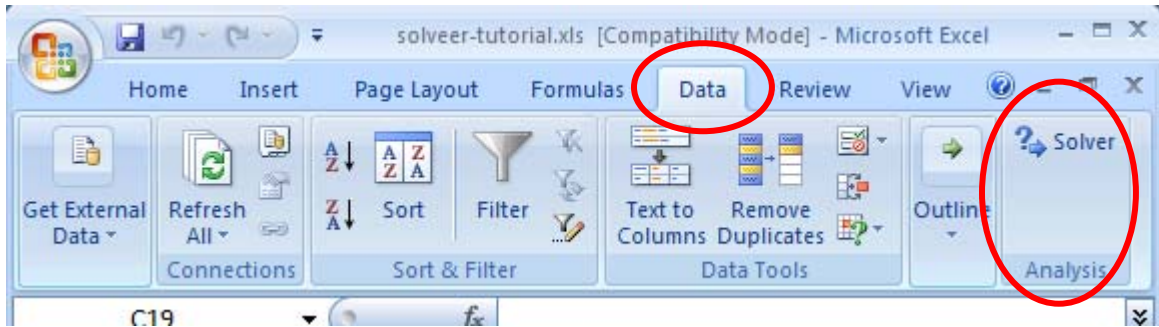 solveer-tutorial.xls [Compatibility Mode] - Microsoft Excel
Home Insert Page Layout Formulas Data Review View
A Z
Z A
A Z
Z A
Solver
Get External Data
Refresh All
Sort
Filter
Text to Columns
Remove Duplicates
Outline
Connections
Sort & Filter
Data Tools
Analysis
C19
fx